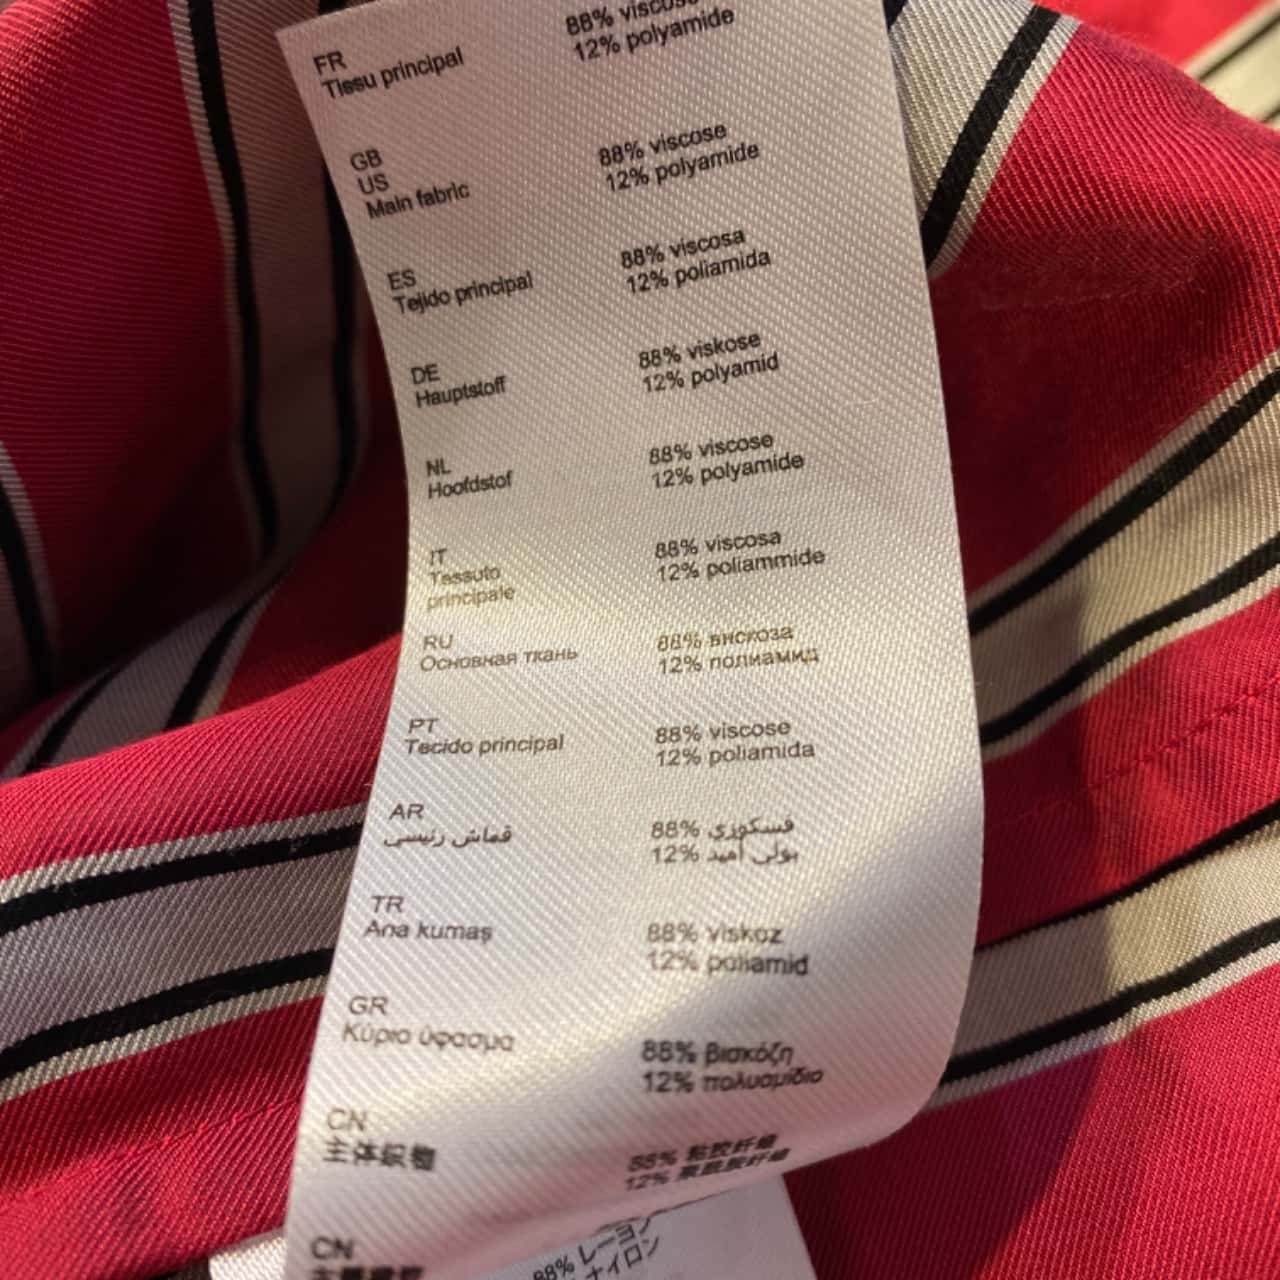 FR
Tissu principal
88% viscose
12% polyamide
GB
US
Main fabric
88% viscose
12% polyamide
ES
Tejido principal
88% viscosa
12% poliamida
DE
Hauptstoff
88% viskose
12% polyamid
NL
Hoofdstof
88% viscose
12% polyamide
IT
Tessuto
principale
88% viscosa
12% poliammide
RU
Основная ткань
88% вискоза
12% полиамид
PT
Tecido principal
88% viscose
12% poliamida
AR
قماش رئيسى
88% فسكوزي
12% بولي أميد
TR
Ana kumaş
88% viskoz
12% poliamid
GR
Κύριο ύφασμα
88% βισκόζη
12% πολυαμίδιο
CN
主体织物
88% 粘胶纤维
12% 聚酰胺纤维
CN
88% レーヨン
ナイロン